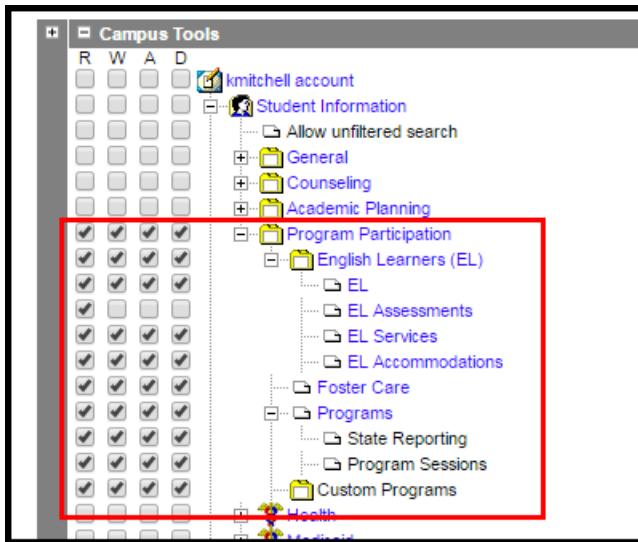 Campus Tools
R W A D
kmitchell account
Student Information
Allow unfiltered search
General
Counseling
Academic Planning
Program Participation
English Learners (EL)
EL
EL Assessments
EL Services
EL Accommodations
Foster Care
Programs
State Reporting
Program Sessions
Custom Programs
Health
Medicaid